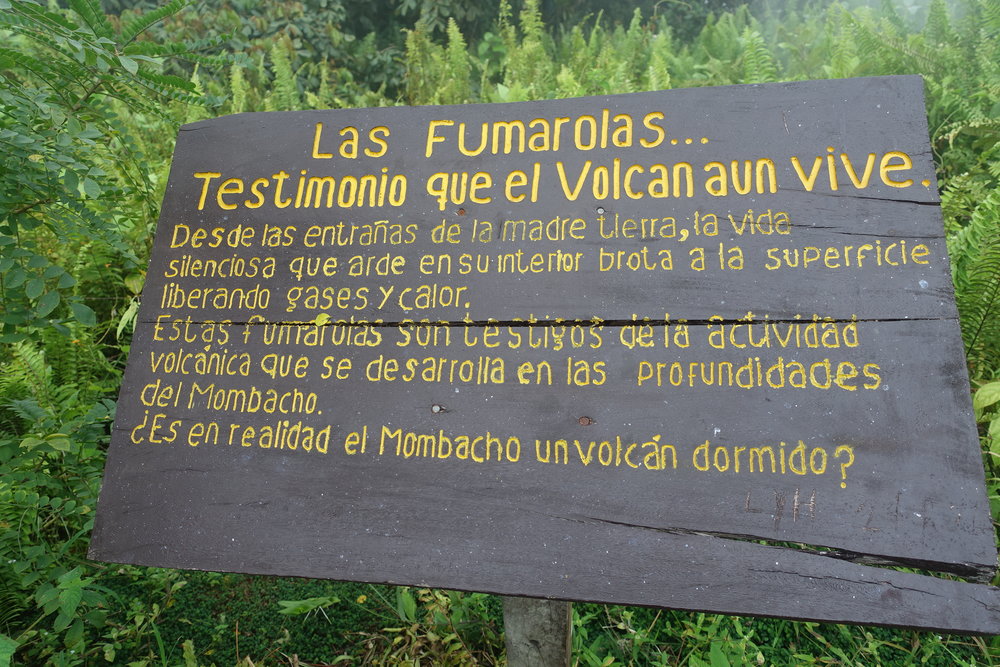 Las Fumarolas...
Testimonio que el Volcan aun vive.
Desde las entrañas de la madre tierra, la vida
silenciosa que arde en su interior brota a la superficie
liberando gases y calor.
Estas fumarolas son testigos de la actividad
volcánica que se desarrolla en las profundidades
del Mombacho.
¿Es en realidad el Mombacho un volcán dormido?